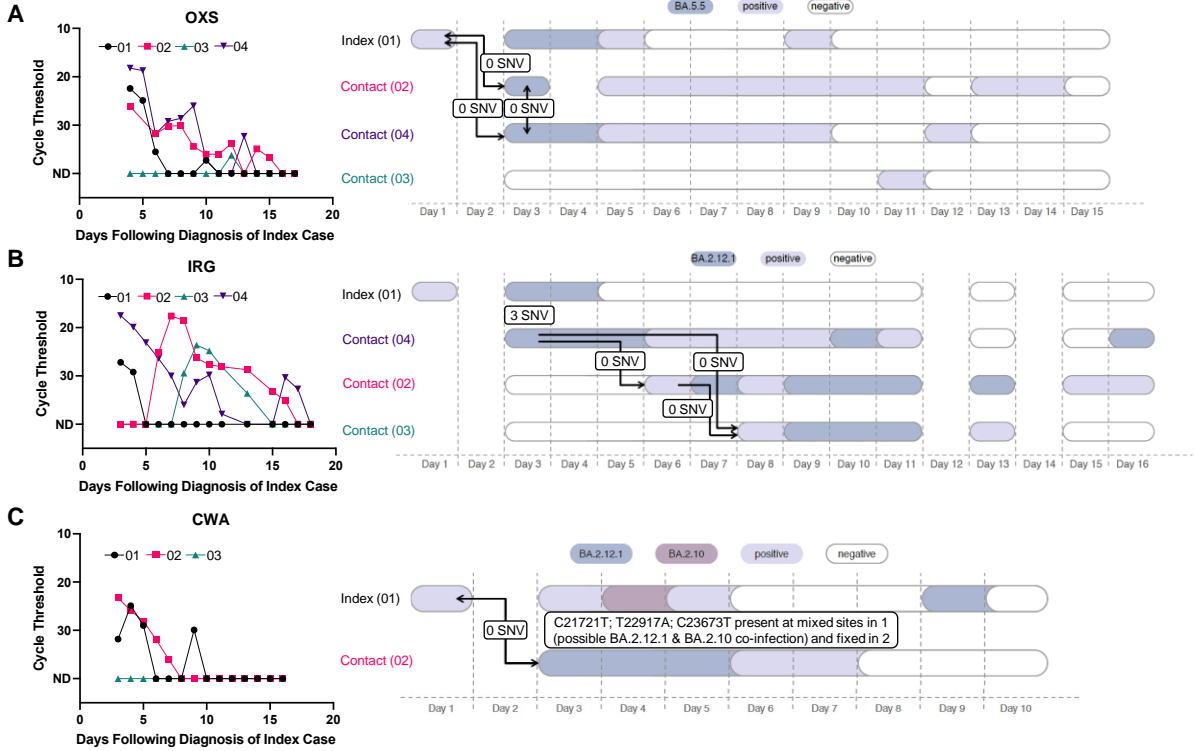 A
OXS
01 02 03 04
Cycle Threshold
10
20
30
ND
0 5 10 15 20
Days Following Diagnosis of Index Case
BA.5.5 positive negative
Index (01)
0 SNV
Contact (02)
0 SNV 0 SNV
Contact (04)
Contact (03)
Day 1 Day 2 Day 3 Day 4 Day 5 Day 6 Day 7 Day 8 Day 9 Day 10 Day 11 Day 12 Day 13 Day 14 Day 15
B
IRG
01 02 03 04
Cycle Threshold
10
20
30
ND
0 5 10 15 20
Days Following Diagnosis of Index Case
BA.2.12.1 positive negative
Index (01)
3 SNV
Contact (04)
0 SNV 0 SNV
Contact (02)
0 SNV
Contact (03)
Day 1 Day 2 Day 3 Day 4 Day 5 Day 6 Day 7 Day 8 Day 9 Day 10 Day 11 Day 12 Day 13 Day 14 Day 15 Day 16
C
CWA
01 02 03
Cycle Threshold
10
20
30
ND
0 5 10 15 20
Days Following Diagnosis of Index Case
BA.2.12.1 BA.2.10 positive negative
Index (01)
0 SNV
C21721T; T22917A; C23673T present at mixed sites in 1
(possible BA.2.12.1 & BA.2.10 co-infection) and fixed in 2
Contact (02)
Day 1 Day 2 Day 3 Day 4 Day 5 Day 6 Day 7 Day 8 Day 9 Day 10